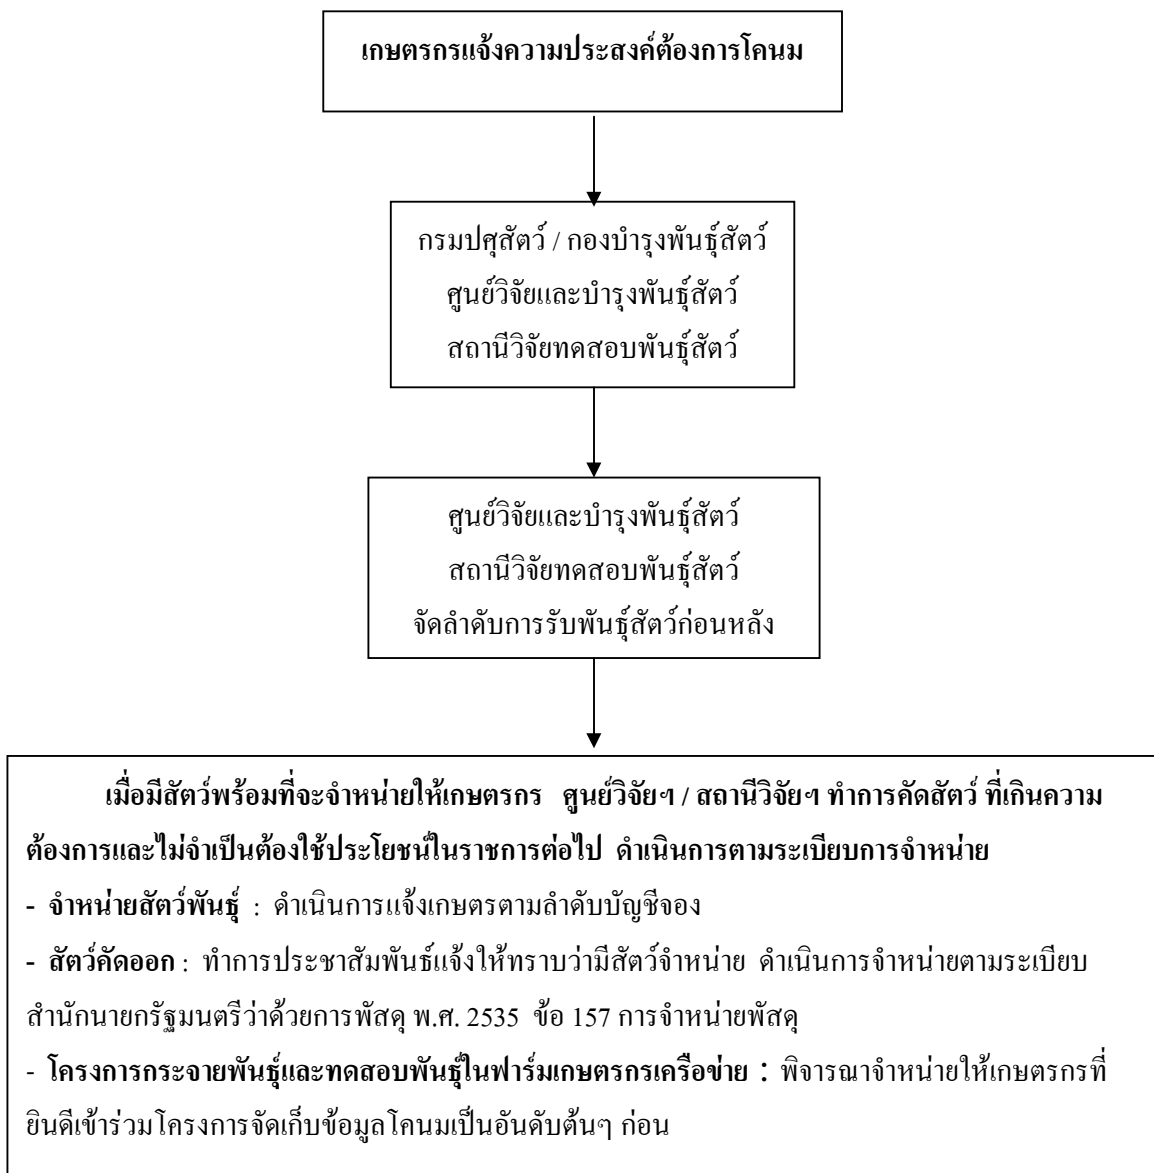 เกษตรกรแจ้งความประสงค์ต้องการโคนม
กรมปศุสัตว์ / กองบำรุงพันธุ์สัตว์
ศูนย์วิจัยและบำรุงพันธุ์สัตว์
สถานีวิจัยทดสอบพันธุ์สัตว์
ศูนย์วิจัยและบำรุงพันธุ์สัตว์
สถานีวิจัยทดสอบพันธุ์สัตว์
จัดลำดับการรับพันธุ์สัตว์ก่อนหลัง
เมื่อมีสัตว์พร้อมที่จะจำหน่ายให้เกษตรกร ศูนย์วิจัยฯ / สถานีวิจัยฯ ทำการคัดสัตว์ ที่เกินความ
ต้องการและไม่จำเป็นต้องใช้ประโยชน์ในราชการต่อไป ดำเนินการตามระเบียบการจำหน่าย
- จำหน่ายสัตว์พันธุ์ : ดำเนินการแจ้งเกษตรตามลำดับบัญชีจอง
- สัตว์คัดออก : ทำการประชาสัมพันธ์แจ้งให้ทราบว่ามีสัตว์จำหน่าย ดำเนินการจำหน่ายตามระเบียบ
สำนักนายกรัฐมนตรีว่าด้วยการพัสดุ พ.ศ. 2535 ข้อ 157 การจำหน่ายพัสดุ
- โครงการกระจายพันธุ์และทดสอบพันธุ์ในฟาร์มเกษตรกรเครือข่าย : พิจารณาจำหน่ายให้เกษตรกรที่
ยินดีเข้าร่วมโครงการจัดเก็บข้อมูลโคนมเป็นอันดับต้นๆ ก่อน